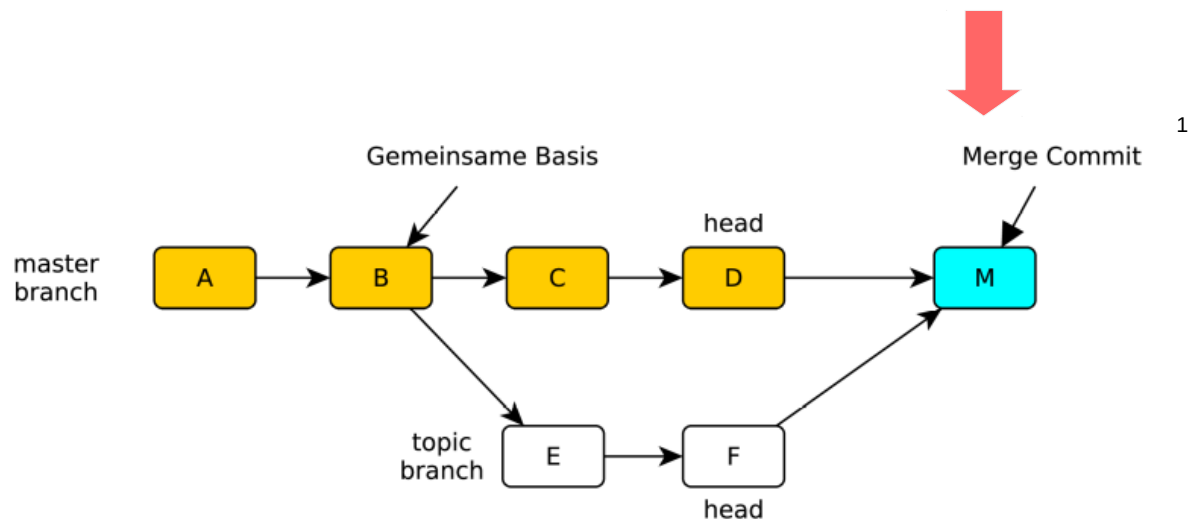 1
Gemeinsame Basis
Merge Commit
head
master
branch
A
B
C
D
M
topic
branch
E
F
head